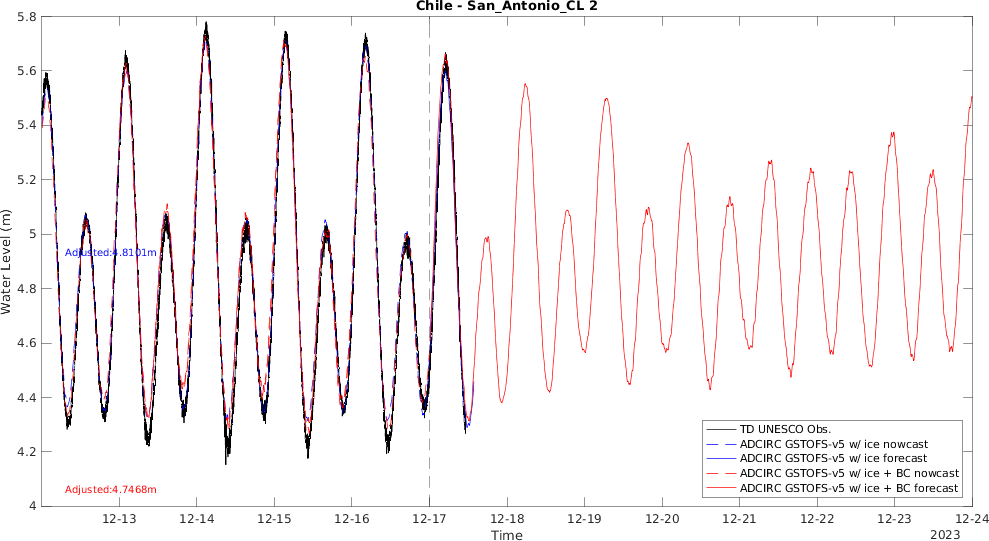 Chile - San_Antonio_CL 2
5.8
5.6
5.4
5.2
5
4.8
4.6
4.4
4.2
4
Water Level (m)
Adjusted:4.8101m
Adjusted:4.7468m
TD UNESCO Obs.
ADCIRC GSTOFS-v5 w/ ice nowcast
ADCIRC GSTOFS-v5 w/ ice forecast
ADCIRC GSTOFS-v5 w/ ice + BC nowcast
ADCIRC GSTOFS-v5 w/ ice + BC forecast
12-13 12-14 12-15 12-16 12-17 12-18 12-19 12-20 12-21 12-22 12-23 12-24
Time
2023